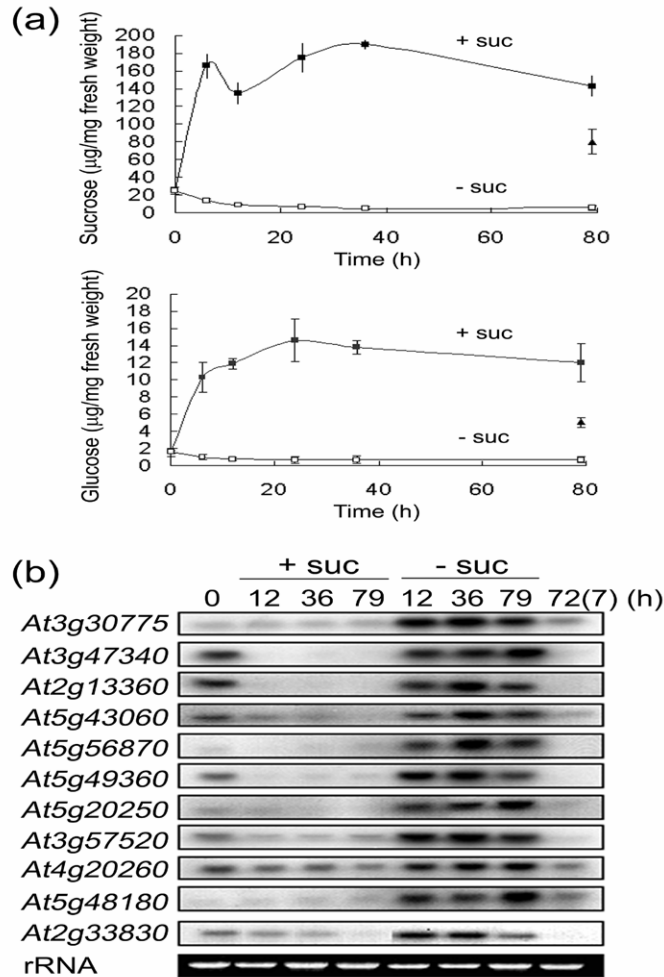 (a)
Sucrose (µg/mg fresh weight)
200
180
160
140
120
100
80
60
40
20
0
+ suc
- suc
0 20 40 60 80
Time (h)
Glucose (µg/mg fresh weight)
20
18
16
14
12
10
8
6
4
2
0
+ suc
- suc
0 20 40 60 80
Time (h)
(b)
+ suc - suc
0 12 36 79 12 36 79 72(7) (h)
At3g30775
At3g47340
At2g13360
At5g43060
At5g56870
At5g49360
At5g20250
At3g57520
At4g20260
At5g48180
At2g33830
rRNA